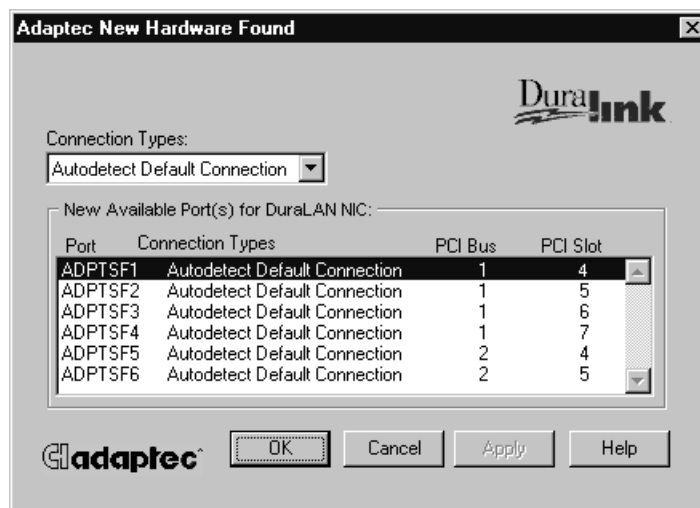 Adaptec New Hardware Found
Duralink
Connection Types:
Autodetect Default Connection
New Available Port(s) for DuraLAN NIC:
Port Connection Types PCI Bus PCI Slot
ADPTSF1 Autodetect Default Connection 1 4
ADPTSF2 Autodetect Default Connection 1 5
ADPTSF3 Autodetect Default Connection 1 6
ADPTSF4 Autodetect Default Connection 1 7
ADPTSF5 Autodetect Default Connection 2 4
ADPTSF6 Autodetect Default Connection 2 5
adaptec OK Cancel Apply Help